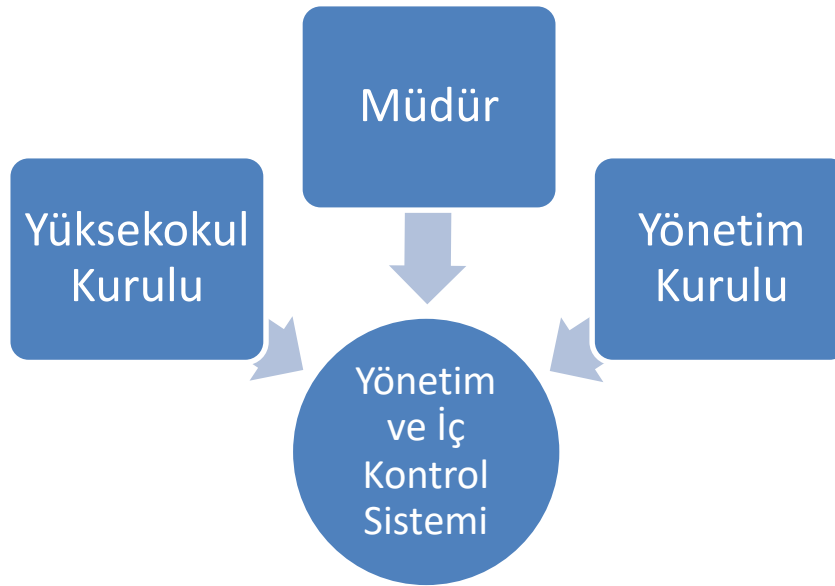 Müdür
Yüksekokul
Kurulu
Yönetim
Kurulu
Yönetim
ve İç
Kontrol
Sistemi